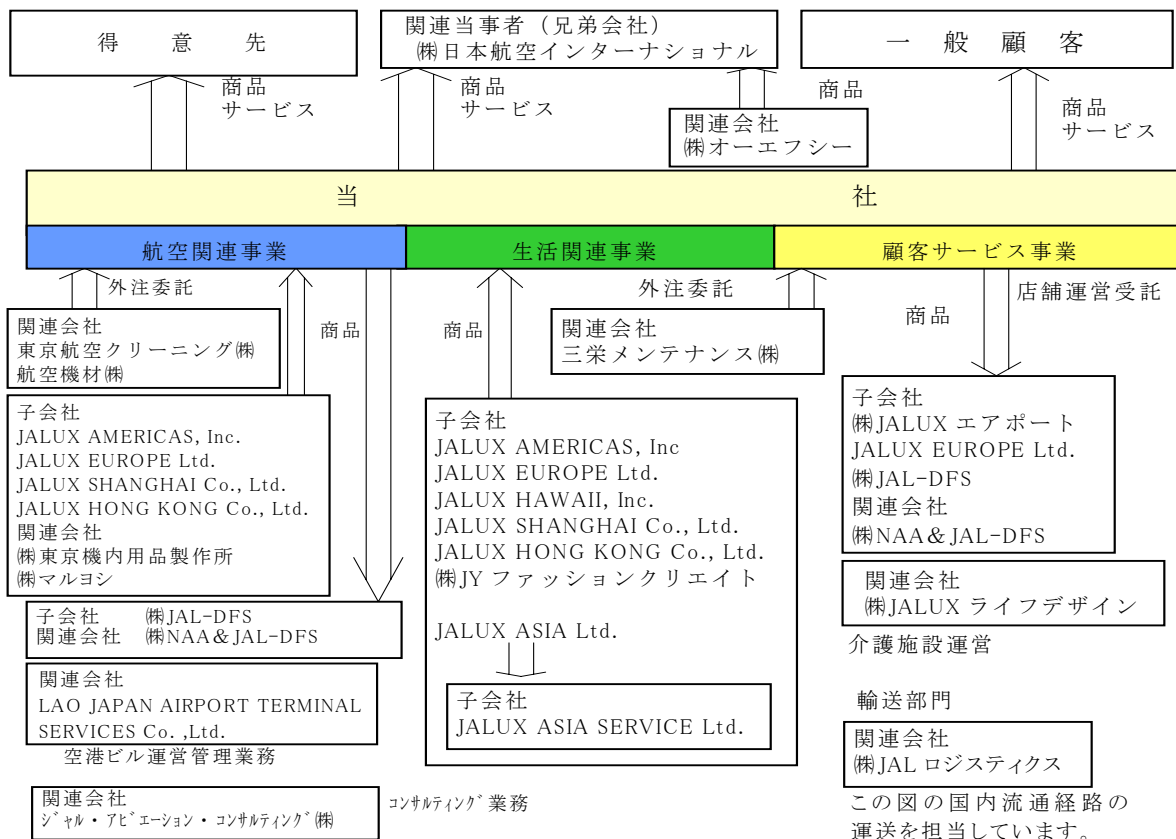 得意先
関連当事者（兄弟会社）
㈱日本航空インターナショナル
一般顧客
商品
サービス
商品
サービス
商品
関連会社
㈱オーエフシー
商品
サービス
当社
航空関連事業
生活関連事業
顧客サービス事業
外注委託
商品
関連会社
東京航空クリーニング㈱
航空機材㈱
子会社
JALUX AMERICAS, Inc.
JALUX EUROPE Ltd.
JALUX SHANGHAI Co., Ltd.
JALUX HONG KONG Co., Ltd.
関連会社
㈱東京機内用品製作所
㈱マルヨシ
子会社　㈱JAL-DFS
関連会社　㈱NAA＆JAL-DFS
関連会社
LAO JAPAN AIRPORT TERMINAL
SERVICES Co. ,Ltd.
空港ビル運営管理業務
関連会社
ｼﾞｬﾙ・ｱﾋﾞｴｰｼｮﾝ・ｺﾝｻﾙﾃｨﾝｸﾞ㈱
ｺﾝｻﾙﾃｨﾝｸﾞ業務
商品
外注委託
関連会社
三栄メンテナンス㈱
子会社
JALUX AMERICAS, Inc
JALUX EUROPE Ltd.
JALUX HAWAII, Inc.
JALUX SHANGHAI Co., Ltd.
JALUX HONG KONG Co., Ltd.
㈱JYファッションクリエイト
JALUX ASIA Ltd.
子会社
JALUX ASIA SERVICE Ltd.
商品
店舗運営受託
子会社
㈱JALUXエアポート
JALUX EUROPE Ltd.
㈱JAL-DFS
関連会社
㈱NAA＆JAL-DFS
関連会社
㈱JALUXライフデザイン
介護施設運営
輸送部門
関連会社
㈱JALロジスティクス
この図の国内流通経路の
運送を担当しています。